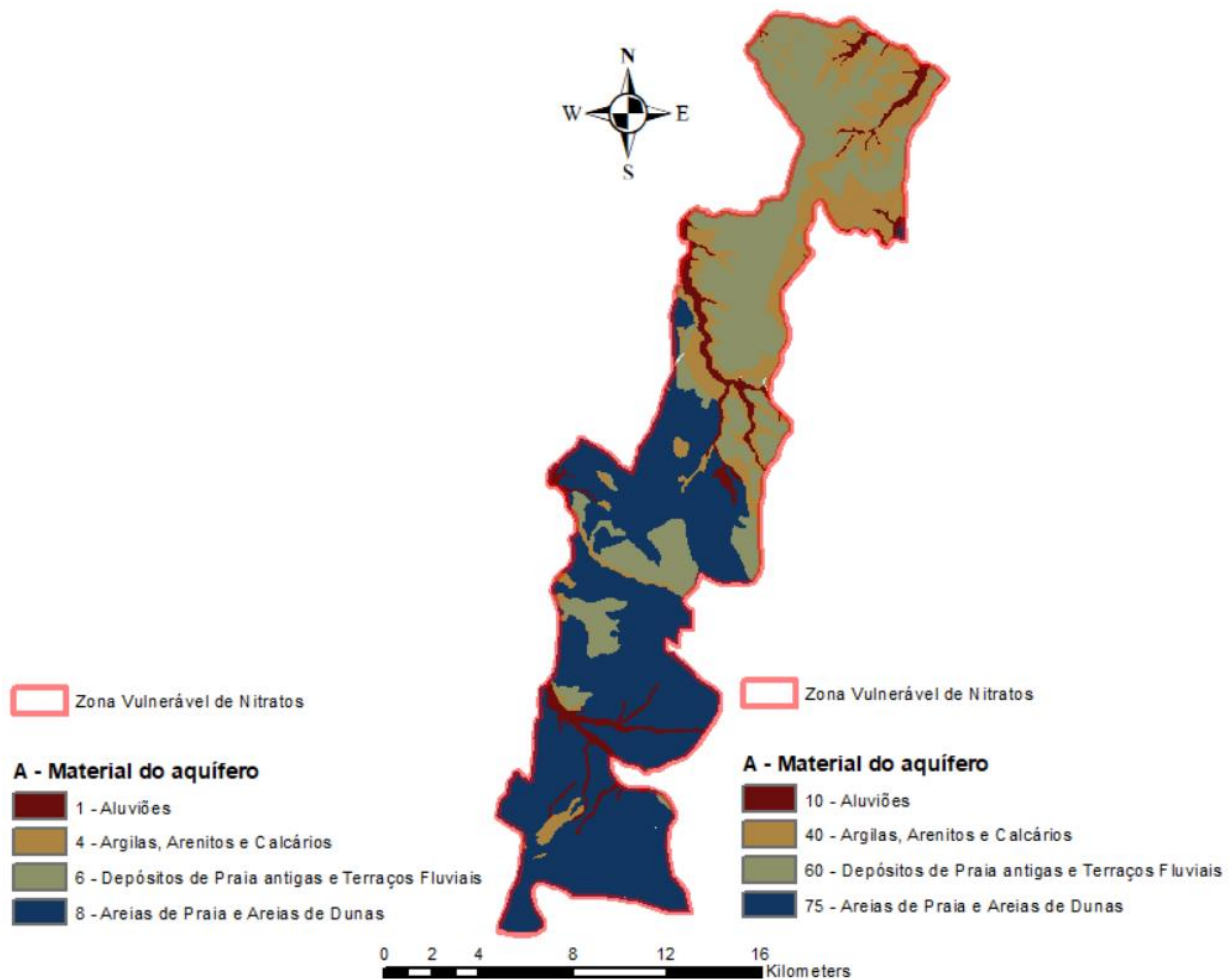 N
W E
S
Zona Vulnerável de Nitratos
A - Material do aquífero
1 - Aluviões
4 - Argilas, Arenitos e Calcários
6 - Depósitos de Praia antigas e Terraços Fluviais
8 - Areias de Praia e Areias de Dunas
Zona Vulnerável de Nitratos
A - Material do aquífero
10 - Aluviões
40 - Argilas, Arenitos e Calcários
60 - Depósitos de Praia antigas e Terraços Fluviais
75 - Areias de Praia e Areias de Dunas
0 2 4 8 12 16
Kilometers